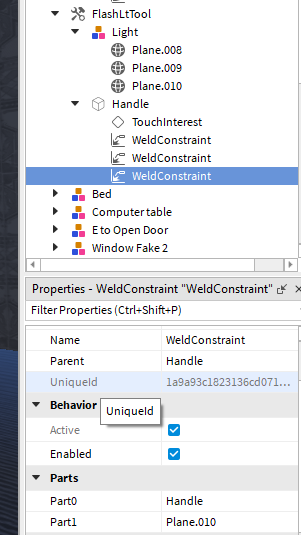 FlashLtTool
Light
Plane.008
Plane.009
Plane.010
Handle
TouchInterest
WeldConstraint
WeldConstraint
WeldConstraint
Bed
Computer table
E to Open Door
Window Fake 2
Properties - WeldConstraint "WeldConstraint"
Filter Properties (Ctrl+Shift+P)
Name WeldConstraint
Parent Handle
UniqueId 1a9a93c1823136cd071...
Behavior
UniqueId
Active
Enabled
Parts
Part0 Handle
Part1 Plane.010